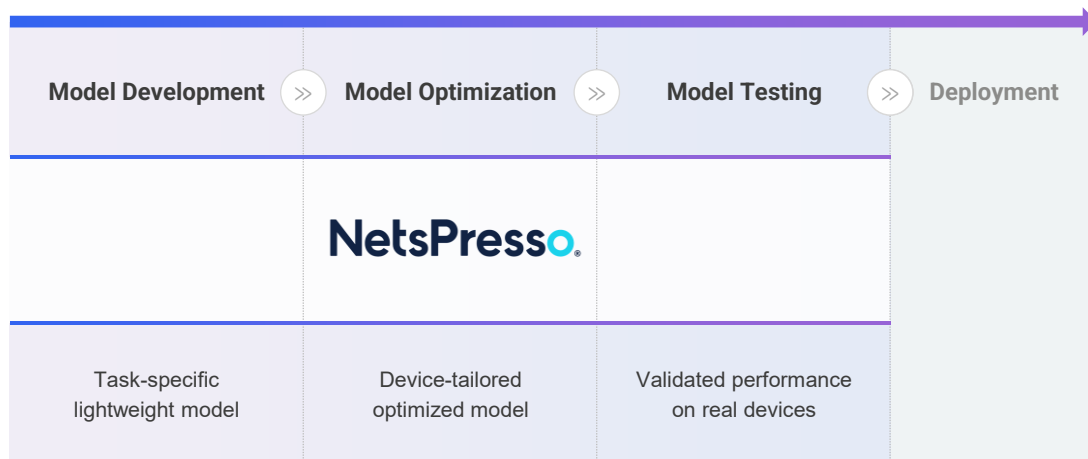 Model Development
Model Optimization
Model Testing
Deployment
NetsPresso®
Task-specific
lightweight model
Device-tailored
optimized model
Validated performance
on real devices